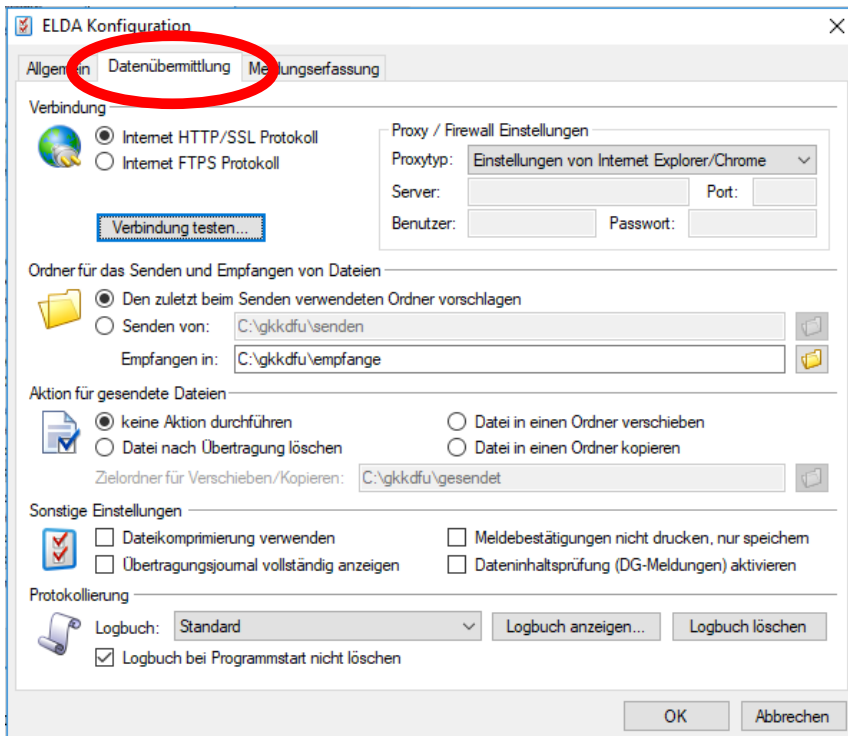 ELDA Konfiguration
Allgemein Datenübermittlung Meldungserfassung
Verbindung
Internet HTTP/SSL Protokoll
Internet FTPS Protokoll
Verbindung testen...
Proxy / Firewall Einstellungen
Proxytyp: Einstellungen von Internet Explorer/Chrome
Server: Port:
Benutzer: Passwort:
Ordner für das Senden und Empfangen von Dateien
Den zuletzt beim Senden verwendeten Ordner vorschlagen
Senden von: C:\gkkdfu\senden
Empfangen in: C:\gkkdfu\empfange
Aktion für gesendete Dateien
keine Aktion durchführen Datei in einen Ordner verschieben
Datei nach Übertragung löschen Datei in einen Ordner kopieren
Zielordner für Verschieben/Kopieren: C:\gkkdfu\gesendet
Sonstige Einstellungen
Dateikomprimierung verwenden Meldebestätigungen nicht drucken, nur speichern
Übertragungsjournal vollständig anzeigen Dateninhaltsprüfung (DG-Meldungen) aktivieren
Protokollierung
Logbuch: Standard Logbuch anzeigen... Logbuch löschen
Logbuch bei Programmstart nicht löschen
OK Abbrechen